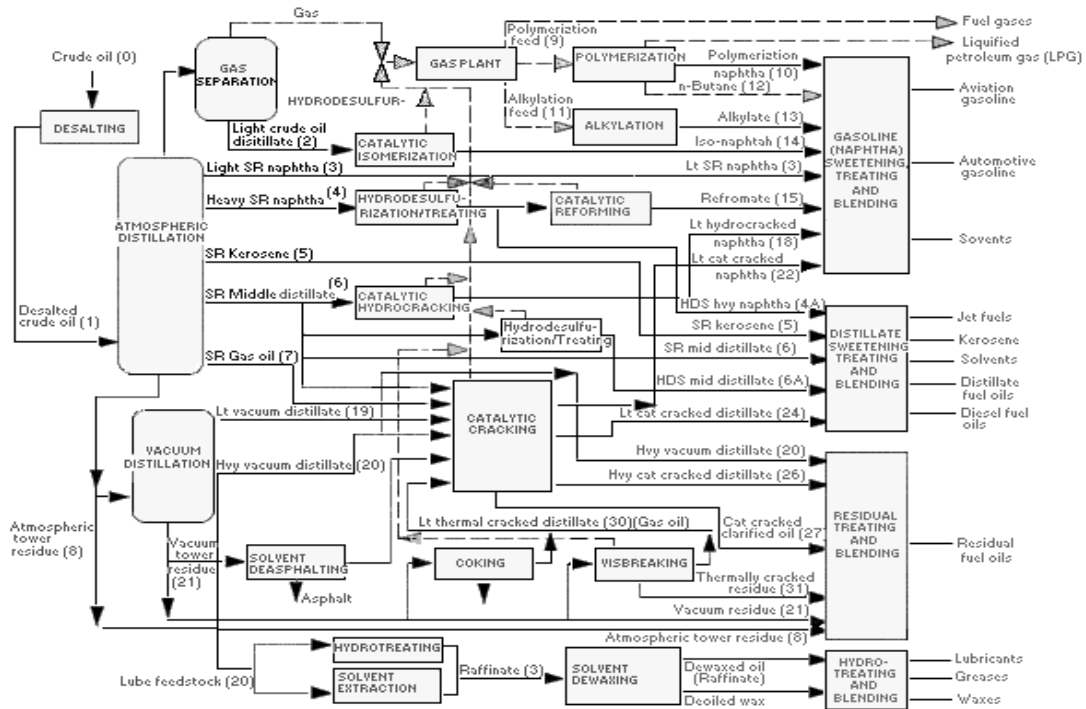 Gas
Fuel gases
Crude oil (0)
GAS
SEPARATION
Polymeriztion
feed (9)
GAS PLANT
POLYMERIZATION
Polymeriztion
naphtha (10)
n-Butane (12)
Liquified
petroleum gas (LPG)
Aviation
gasoline
HYDRODESULFUR-
Alkylation
feed (11)
ALKYLATION
Alkylate (13)
DESALTING
Light crude oil
disitillate (2)
CATALYTIC
ISOMERIZATION
Iso-naphtah (14)
GASOLINE
(NAPHTHA)
SWEETENING,
TREATING
AND
BLENDING
Automotive
gasoline
Light SR naphtha (3)
Lt SR naphtha (3)
Heavy SR naphtha (4)
HYDRODESULFU-
RIZATION/TREATING
CATALYTIC
REFORMING
Refromate (15)
ATMOSPHERIC
DISTILLATION
Lt hydrocracked
naphtha (18)
Sovents
SR Kerosene (5)
Lt cat cracked
naphtha (22)
SR Middle distillate (6)
CATALYTIC
HYDROCRACKING
HDS hvy naphtha (4A)
Desalted
crude oil (1)
Hydrodesulfu-
rization/Treating
SR kerosene (5)
DISTILLATE
SWEETENING
TREATING
AND
BLENDING
Jet fuels
Kerosene
Solvents
Distillate
fuel oils
Diesel fuel
oils
SR Gas oil (7)
SR mid distillate (6)
HDS mid distillate (6A)
Lt vacuum distillate (19)
CATALYTIC
CRACKING
Lt cat cracked distillate (24)
VACUUM
DISTILLATION
Hvy vacuum distillate (20)
Hvy vacuum distillate (20)
Hvy cat cracked distillate (26)
Atmospheric
tower
residue (8)
Vacuum
tower
residue
(21)
Lt thermal cracked distillate (30)(Gas oil)
Cat cracked
clarified oil (27)
RESIDUAL
TREATING
AND
BLENDING
Residual
fuel oils
SOLVENT
DEASPHALTING
COKING
VISBREAKING
Asphalt
Thermally cracked
residue (31)
Vacuum residue (21)
Atmospheric tower residue (8)
HYDROTREATING
Lube feedstock (20)
SOLVENT
EXTRACTION
Raffinate (3)
SOLVENT
DEWAXING
Dewaxed oil
(Raffinate)
Deoiled wax
HYDRO-
TREATING
AND
BLENDING
Lubricants
Greases
Waxes